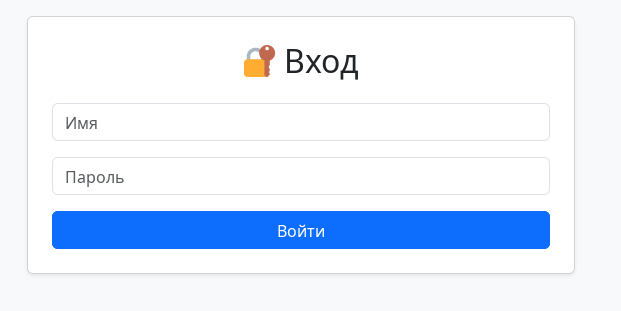 🔐 Вход
Имя
Пароль
Войти